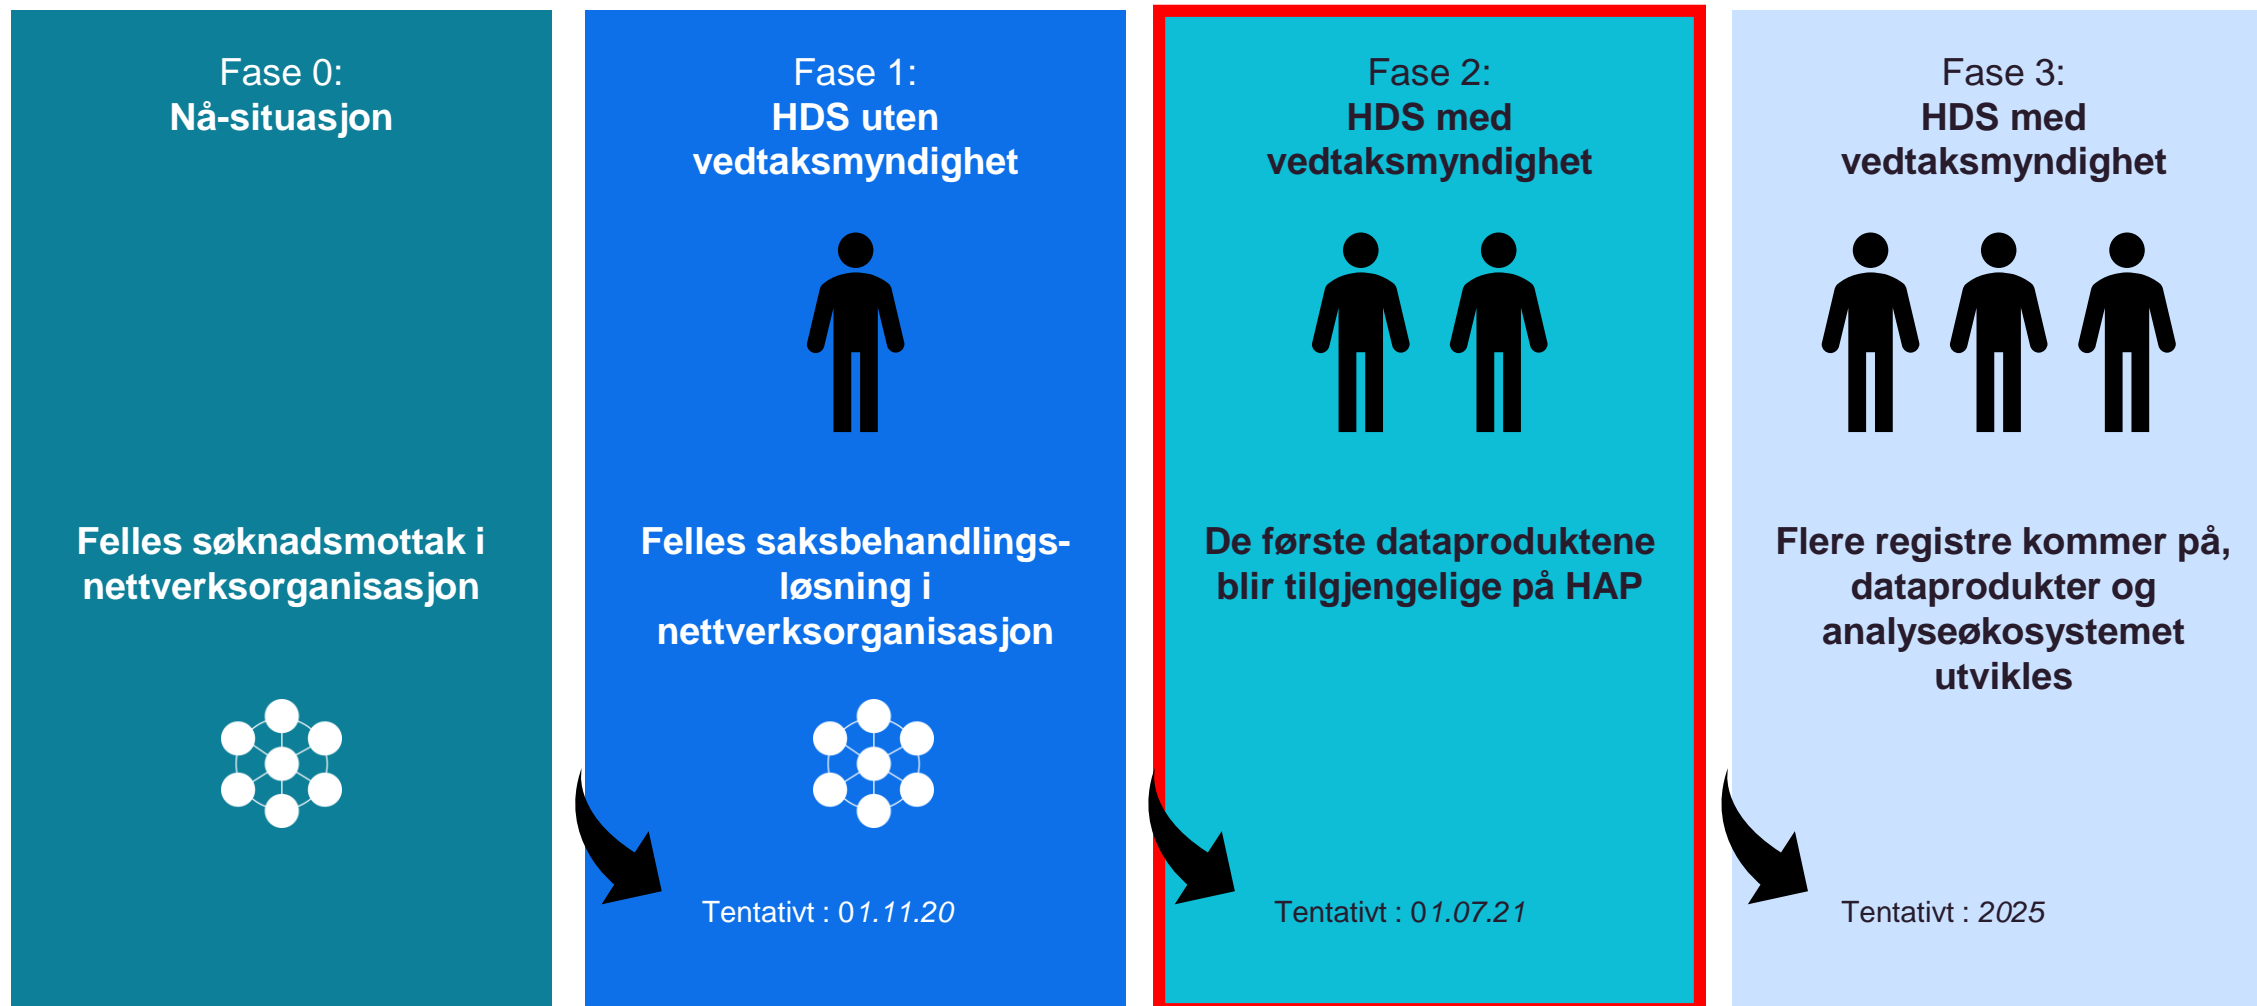 Fase 0:
Nå-situasjon
Felles søknadsmottak i
nettverksorganisasjon
Fase 1:
HDS uten
vedtaksmyndighet
Felles saksbehandlings-
løsning i
nettverksorganisasjon
Tentativt : 01.11.20
Fase 2:
HDS med
vedtaksmyndighet
De første dataproduktene
blir tilgjengelige på HAP
Tentativt : 01.07.21
Fase 3:
HDS med
vedtaksmyndighet
Flere registre kommer på,
dataprodukter og
analyseøkosystemet
utvikles
Tentativt : 2025